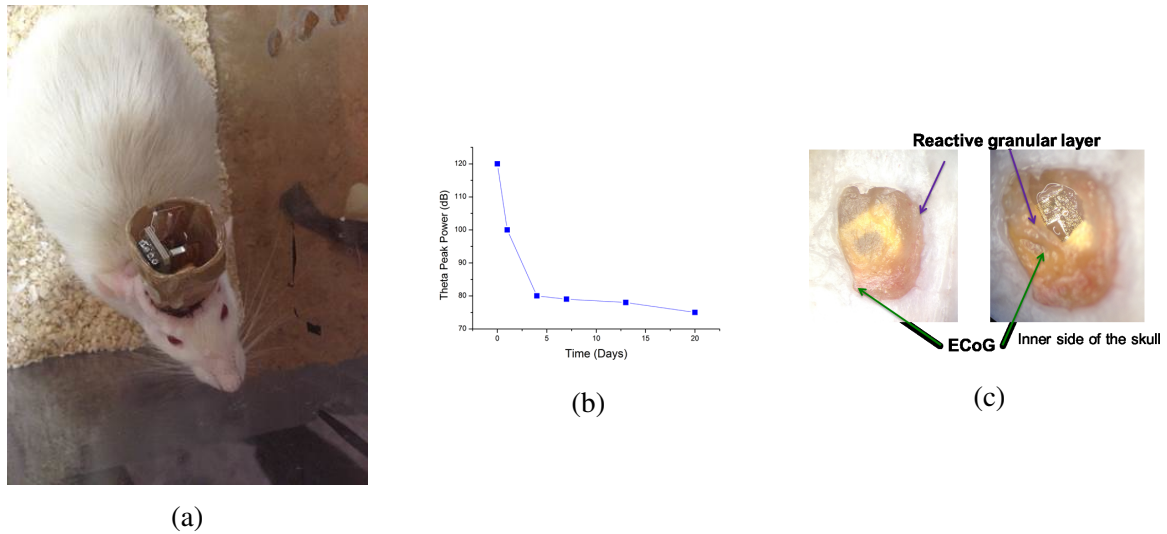 (a)
Theta Peak Power (dB)
120
110
100
90
80
70
0
5
10
15
20
Time (Days)
(b)
Reactive granular layer
ECoG
Inner side of the skull
(c)